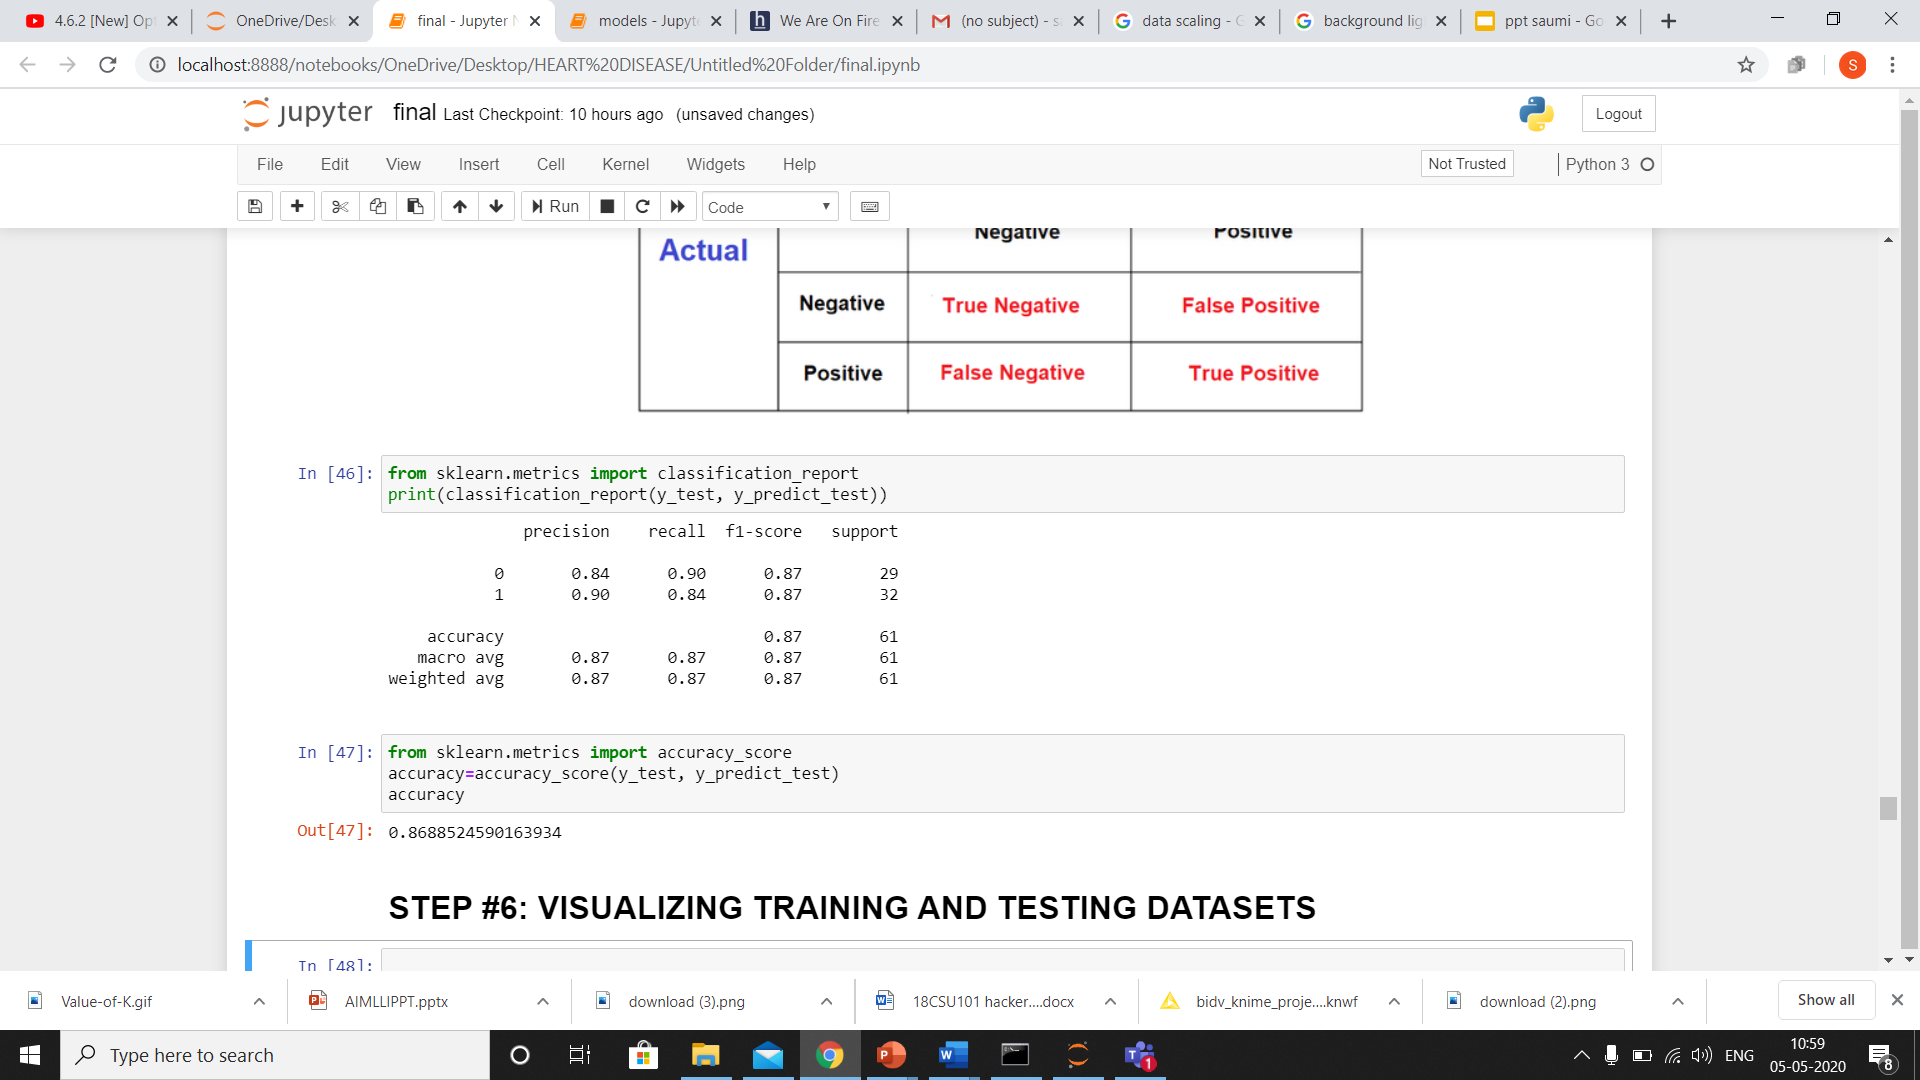 4.6.2 [New] Opt
OneDrive/Desk
final - Jupyter N
models - Jupyt
We Are On Fire
(no subject) - s
data scaling - G
background lig
ppt saumi - Go
localhost:8888/notebooks/OneDrive/Desktop/HEART%20DISEASE/Untitled%20Folder/final.ipynb
S
jupyter final Last Checkpoint: 10 hours ago (unsaved changes)
Logout
File Edit View Insert Cell Kernel Widgets Help
Not Trusted
Python 3
Run
Code
Negative Positive
Actual
Negative True Negative False Positive
Positive False Negative True Positive
In [46]: from sklearn.metrics import classification_report
print(classification_report(y_test, y_predict_test))
precision recall f1-score support
0 0.84 0.90 0.87 29
1 0.90 0.84 0.87 32
accuracy 0.87 61
macro avg 0.87 0.87 0.87 61
weighted avg 0.87 0.87 0.87 61
In [47]: from sklearn.metrics import accuracy_score
accuracy=accuracy_score(y_test, y_predict_test)
accuracy
Out[47]: 0.8688524590163934
STEP #6: VISUALIZING TRAINING AND TESTING DATASETS
In [48]:
Value-of-K.gif
AIMLLIPPT.pptx
download (3).png
18CSU101 hacker....docx
bidv_knime_proje....knwf
download (2).png
Show all
Type here to search
ENG
10:59
05-05-2020
1
8